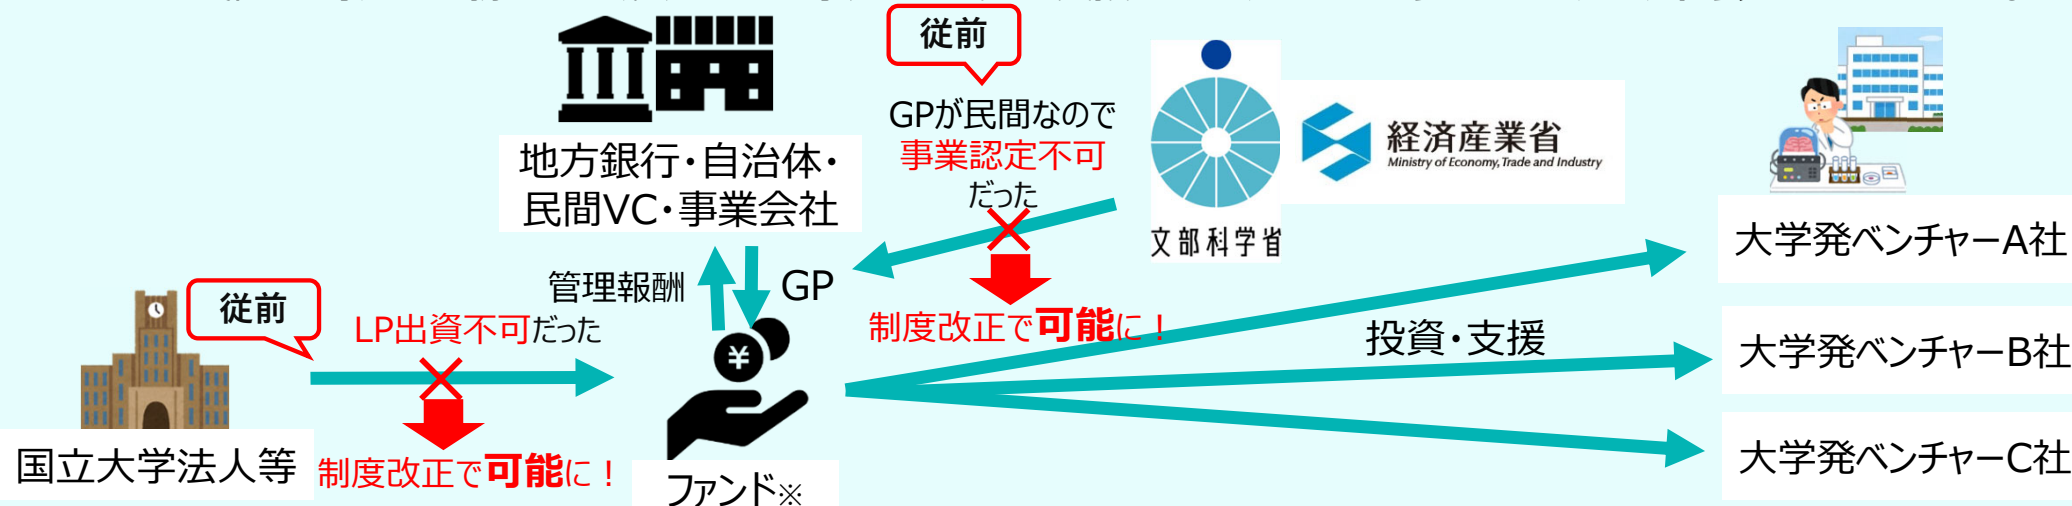 従前
GPが民間なので
事業認定不可
だった
経済産業省
Ministry of Economy, Trade and Industry
文部科学省
地方銀行・自治体・
民間VC・事業会社
管理報酬
GP
制度改正で可能に！
従前
LP出資不可だった
制度改正で可能に！
国立大学法人等
¥
ファンド※
投資・支援
大学発ベンチャーA社
大学発ベンチャーB社
大学発ベンチャーC社